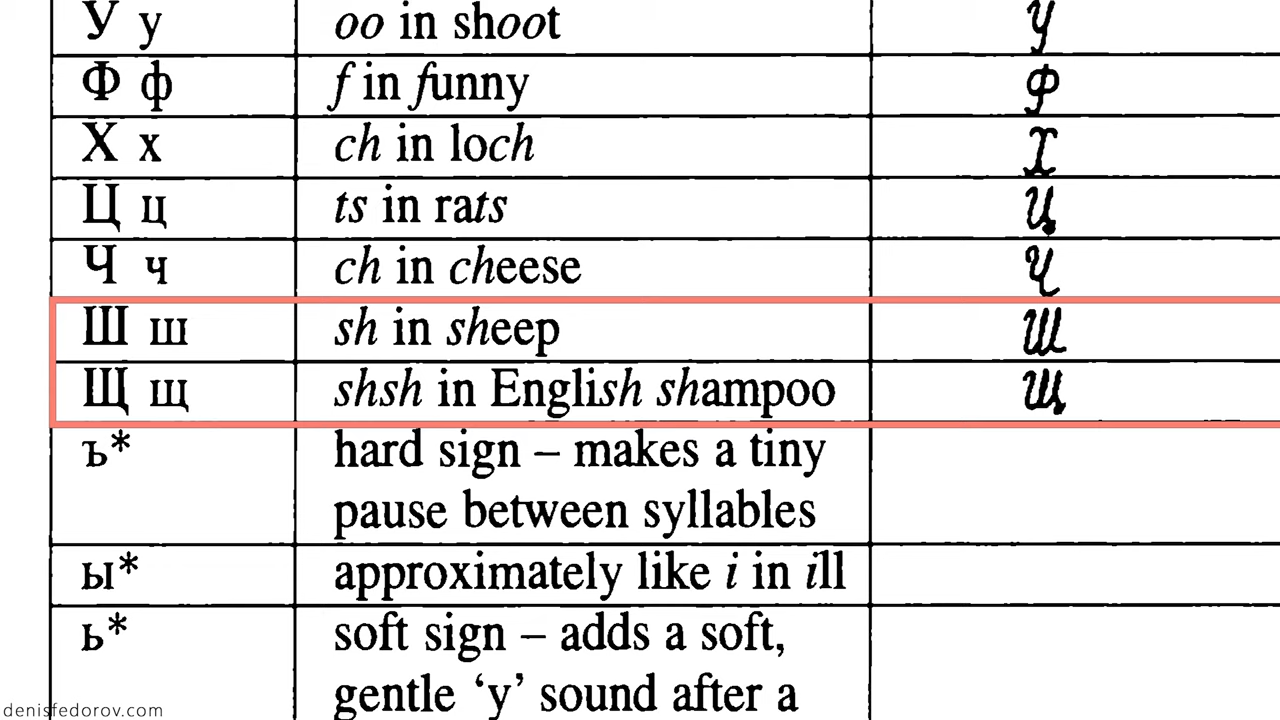 У у oo in shoot У
Ф ф f in funny Ф
Х х ch in loch Х
Ц ц ts in rats Ц
Ч ч ch in cheese Ч
Ш ш sh in sheep Ш
Щ щ shsh in English shampoo Щ
ъ* hard sign – makes a tiny
pause between syllables
ы* approximately like i in ill
ь* soft sign – adds a soft,
gentle ‘y’ sound after a
denisfedorov.com